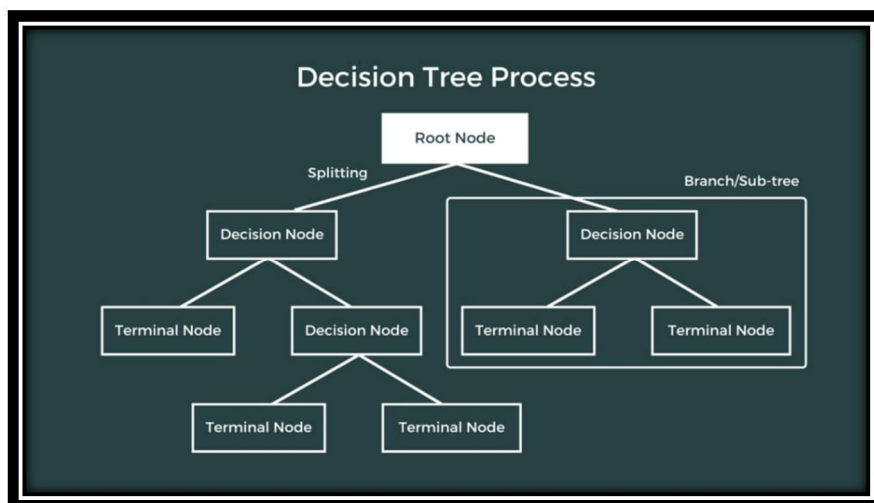 Decision Tree Process
Root Node
Splitting
Branch/Sub-tree
Decision Node
Decision Node
Terminal Node
Decision Node
Terminal Node
Terminal Node
Terminal Node
Terminal Node